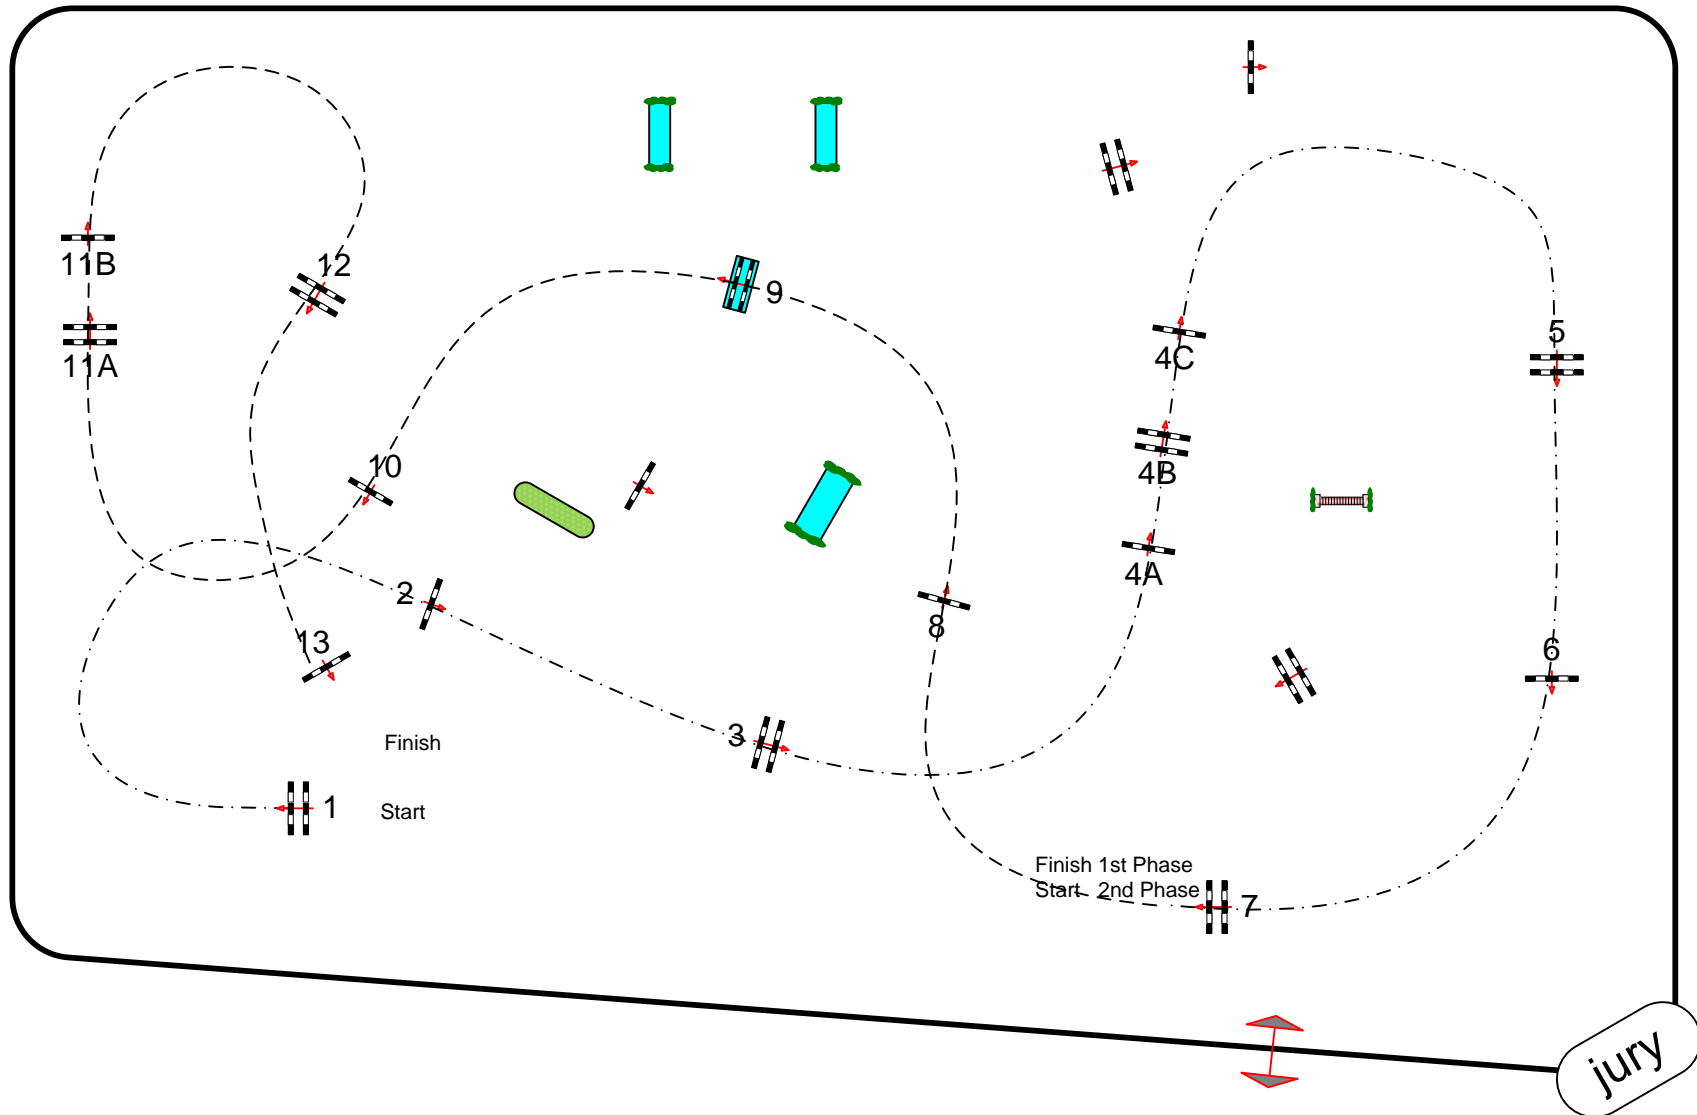 11B
12
11A
9
4C
5
10
4B
4A
2
8
13
6
3
Finish
1
Start
Finish 1st Phase
Start 2nd Phase
7
jury